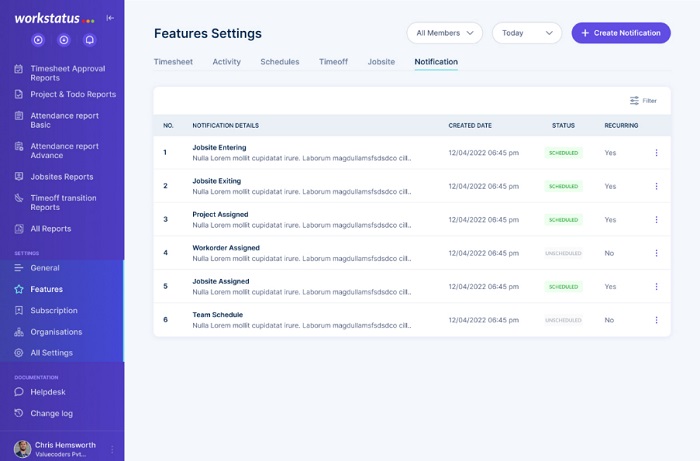 workstatus
Timesheet Approval
Reports
Project & Todo Reports
Attendance report
Basic
Attendance report
Advance
Jobsites Reports
Timeoff transition
Reports
All Reports
SETTINGS
General
Features
Subscription
Organisations
All Settings
DOCUMENTATION
Helpdesk
Change log
Chris Hemsworth
Valuecoders Pvt...
Features Settings
All Members
Today
+ Create Notification
Timesheet Activity Schedules Timeoff Jobsite Notification
Filter
NO. NOTIFICATION DETAILS CREATED DATE STATUS RECURRING
1 Jobsite Entering 12/04/2022 06:45 pm SCHEDULED Yes
Nulla Lorem mollit cupidatat irure. Laborum magdullamsfsdsdco cill..
2 Jobsite Exiting 12/04/2022 06:45 pm SCHEDULED Yes
Nulla Lorem mollit cupidatat irure. Laborum magdullamsfsdsdco cill..
3 Project Assigned 12/04/2022 06:45 pm SCHEDULED Yes
Nulla Lorem mollit cupidatat irure. Laborum magdullamsfsdsdco cill..
4 Workorder Assigned 12/04/2022 06:45 pm UNSCHEDULED No
Nulla Lorem mollit cupidatat irure. Laborum magdullamsfsdsdco cill..
5 Jobsite Assigned 12/04/2022 06:45 pm SCHEDULED Yes
Nulla Lorem mollit cupidatat irure. Laborum magdullamsfsdsdco cill..
6 Team Schedule 12/04/2022 06:45 pm UNSCHEDULED No
Nulla Lorem mollit cupidatat irure. Laborum magdullamsfsdsdco cill..